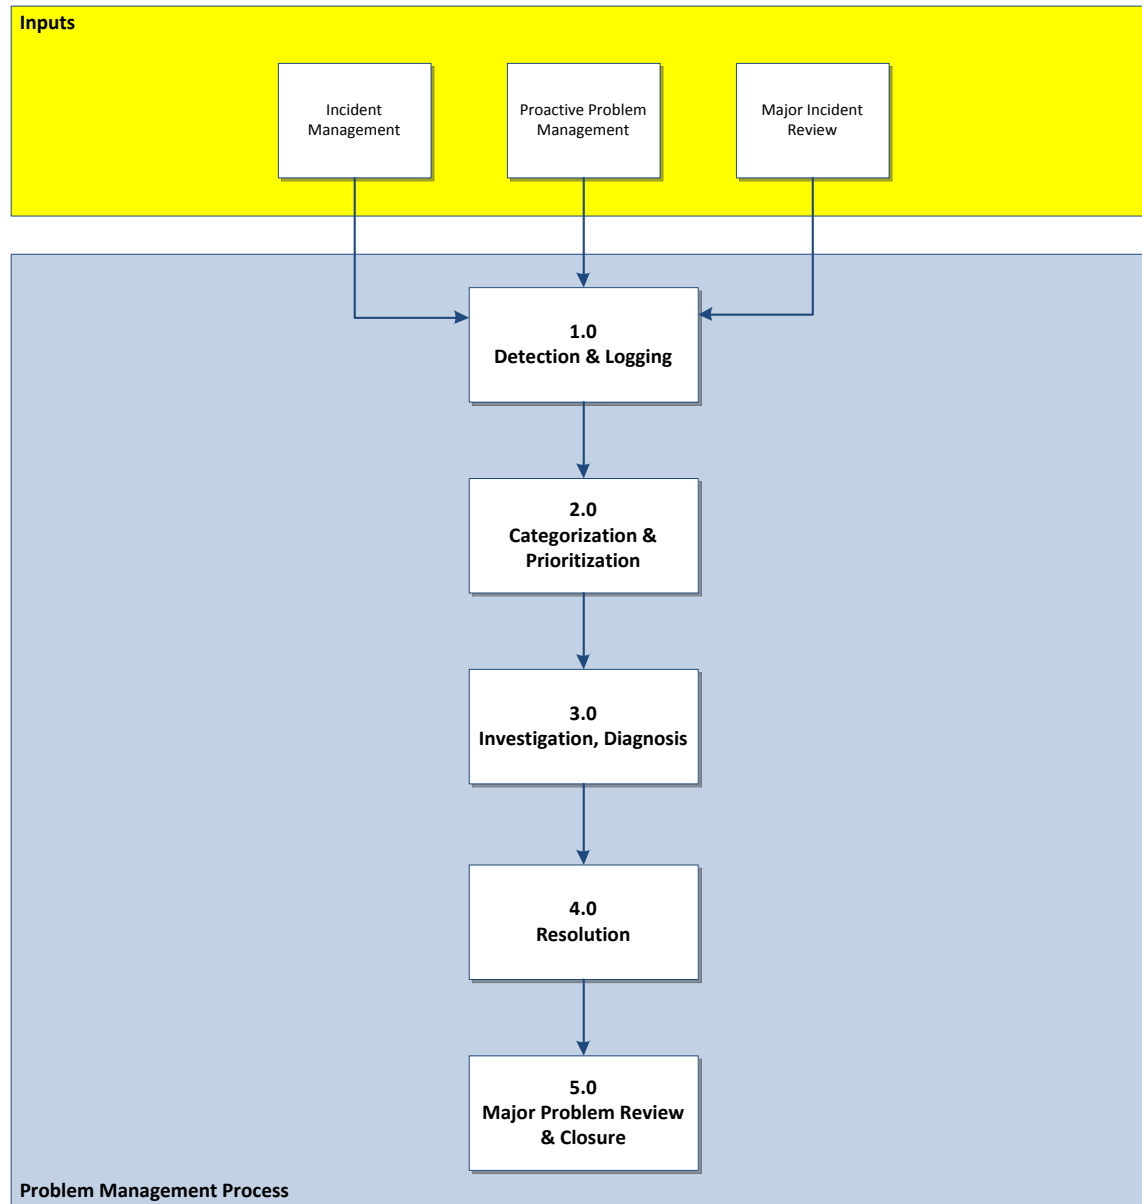 Inputs
Incident
Management
Proactive Problem
Management
Major Incident
Review
1.0
Detection & Logging
2.0
Categorization &
Prioritization
3.0
Investigation, Diagnosis
4.0
Resolution
5.0
Major Problem Review
& Closure
Problem Management Process